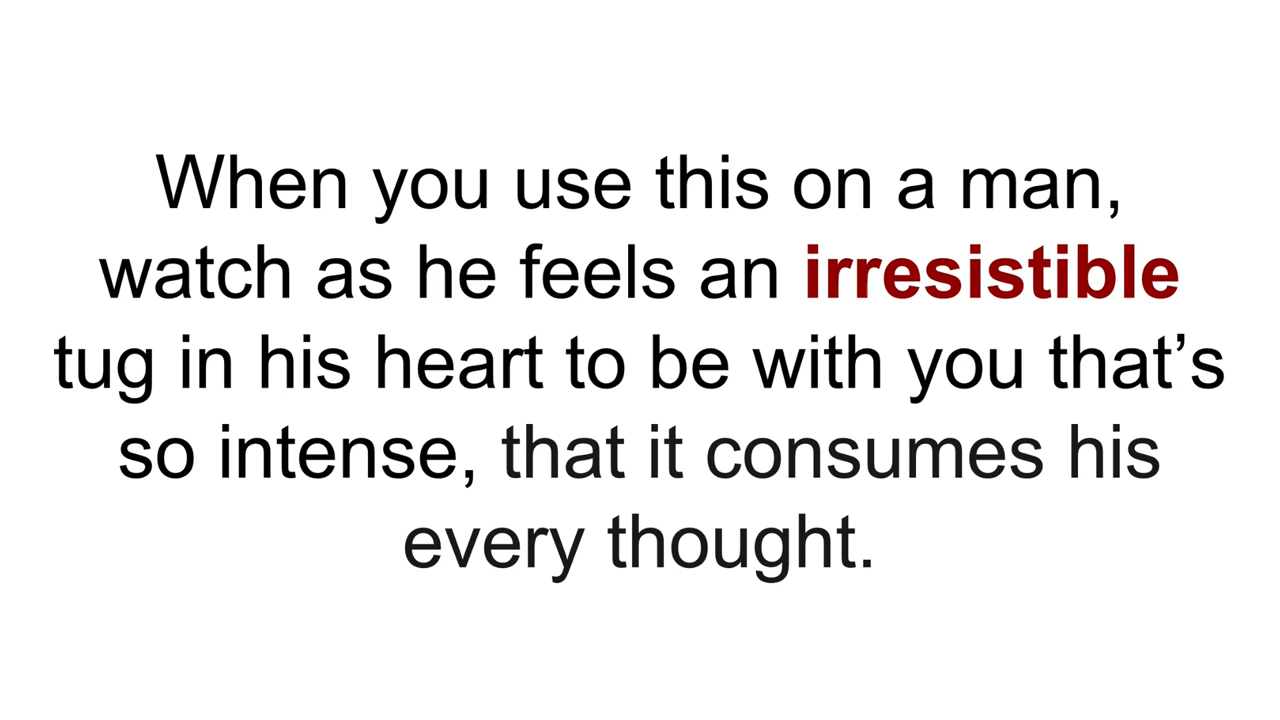 When you use this on a man,
watch as he feels an irresistible
tug in his heart to be with you that’s
so intense, that it consumes his
every thought.